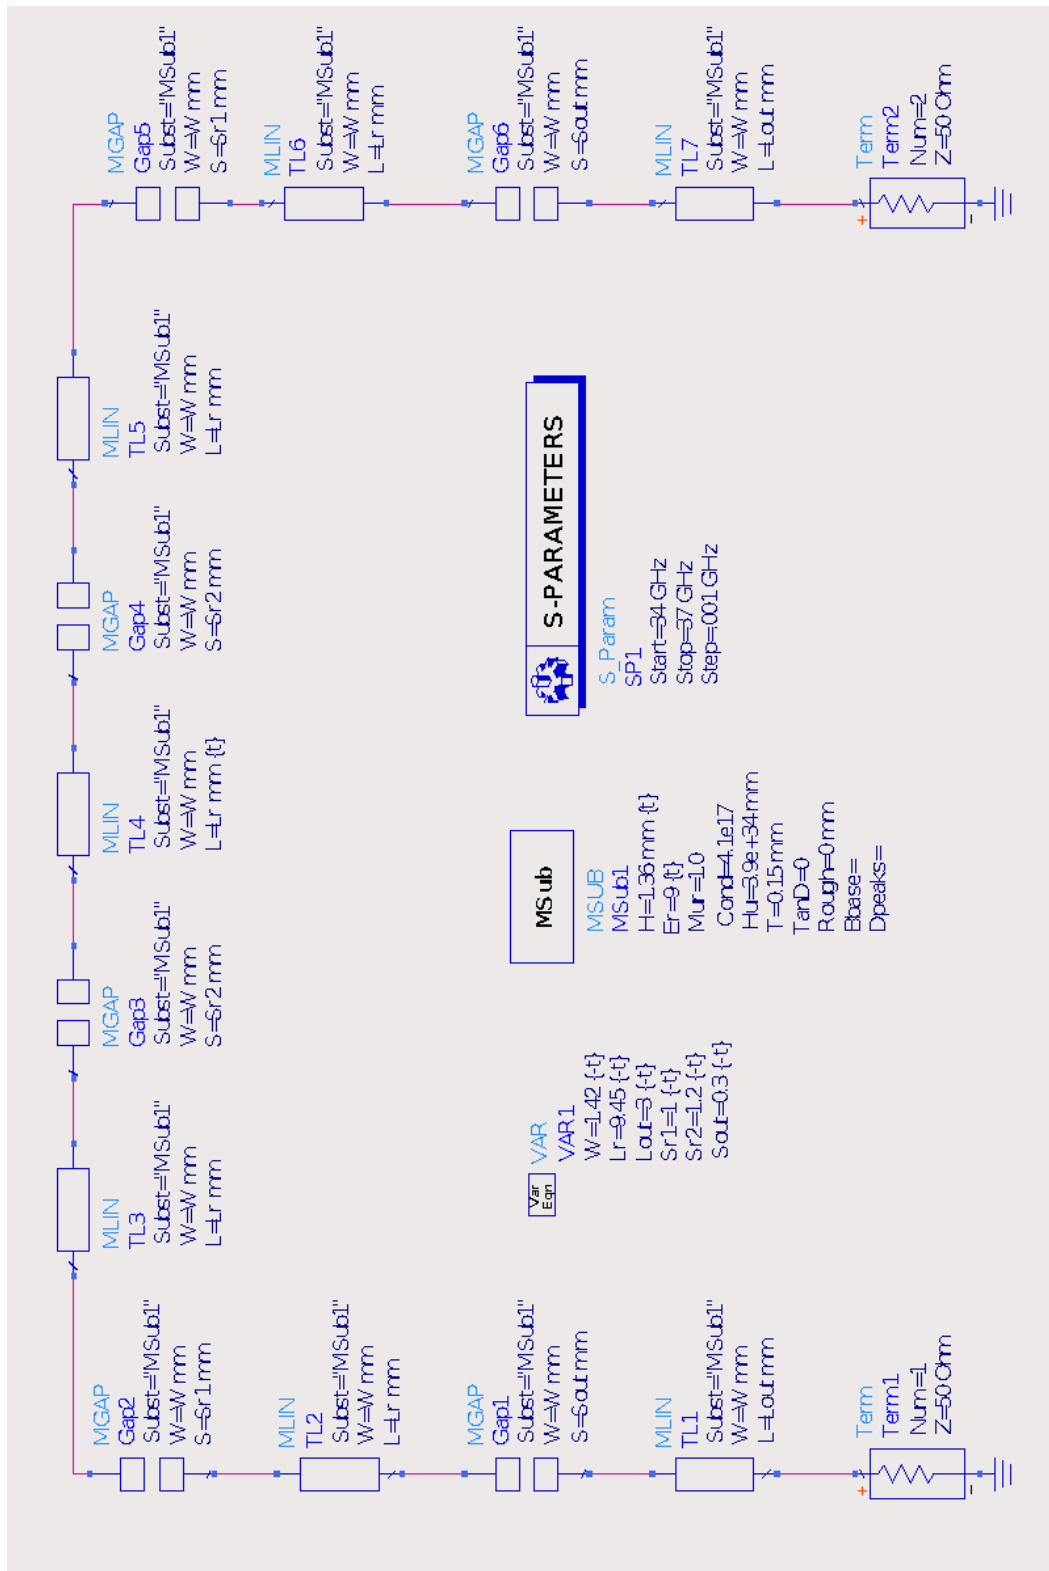 MGAP
Gap2
Subst="MSub1"
W=W mm
S=Sr1 mm
MLIN
TL3
Subst="MSub1"
W=W mm
L=Lr mm
MGAP
Gap3
Subst="MSub1"
W=W mm
S=Sr2 mm
MLIN
TL4
Subst="MSub1"
W=W mm
L=Lr mm {t}
MGAP
Gap4
Subst="MSub1"
W=W mm
S=Sr2 mm
MLIN
TL5
Subst="MSub1"
W=W mm
L=Lr mm
MGAP
Gap5
Subst="MSub1"
W=W mm
S=Sr1 mm
MLIN
TL2
Subst="MSub1"
W=W mm
L=Lr mm
MLIN
TL6
Subst="MSub1"
W=W mm
L=Lr mm
MGAP
Gap1
Subst="MSub1"
W=W mm
S=Sout mm
Var
Eqn
VAR
VAR1
W=1.42 {-t}
Lr=9.45 {-t}
Lout=3 {-t}
Sr1=1 {-t}
Sr2=1.2 {-t}
Sout=0.3 {-t}
MSub
MSUB
MSub1
H=1.36 mm {t}
Er=9 {t}
Mur=1.0
Cond=4.1e17
Hu=3.9e+34 mm
T=0.15 mm
TanD=0
Rough=0 mm
Bbase=
Dpeaks=
S-PARAMETERS
S_Param
SP1
Start=34 GHz
Stop=37 GHz
Step=.001 GHz
MGAP
Gap6
Subst="MSub1"
W=W mm
S=Sout mm
MLIN
TL1
Subst="MSub1"
W=W mm
L=Lout mm
MLIN
TL7
Subst="MSub1"
W=W mm
L=Lout mm
+
-
Term
Term1
Num=1
Z=50 Ohm
+
-
Term
Term2
Num=2
Z=50 Ohm